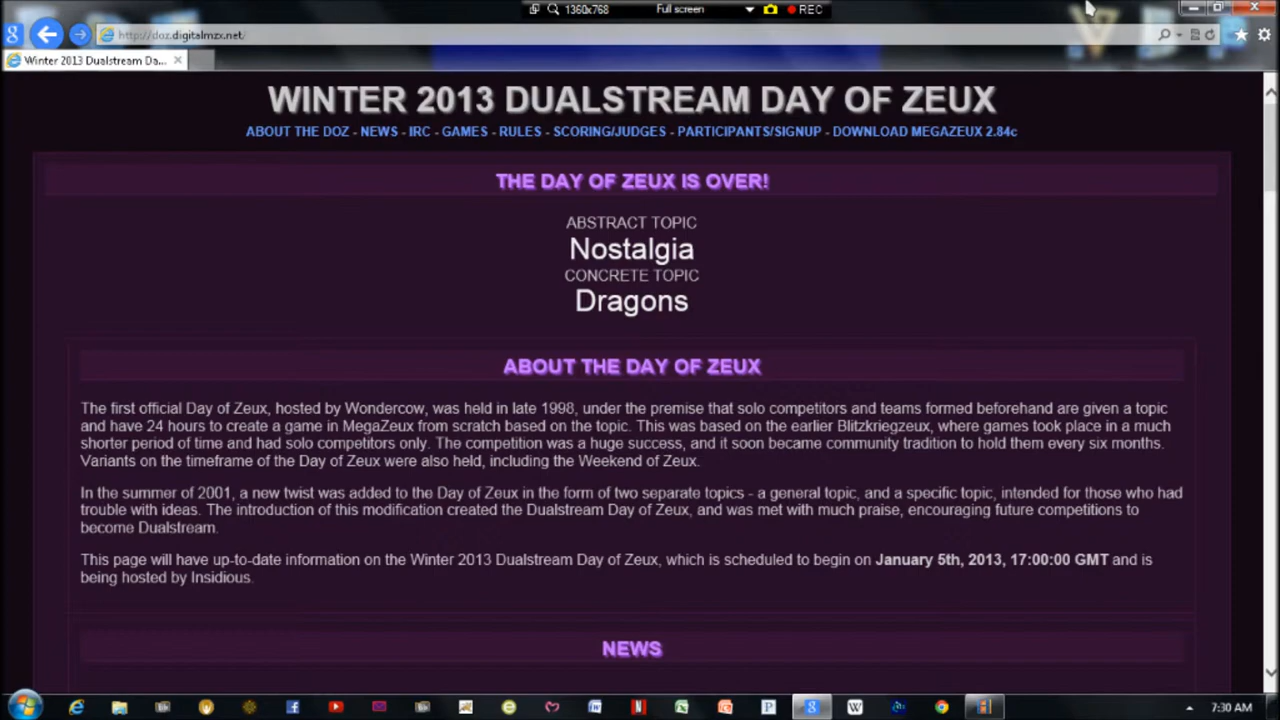 1360x768 Full screen REC
http://doz.digitalmzx.net/
Winter 2013 Dualstream Da...
WINTER 2013 DUALSTREAM DAY OF ZEUX
ABOUT THE DOZ - NEWS - IRC - GAMES - RULES - SCORING/JUDGES - PARTICIPANTS/SIGNUP - DOWNLOAD MEGAZEUX 2.84c
THE DAY OF ZEUX IS OVER!
ABSTRACT TOPIC
Nostalgia
CONCRETE TOPIC
Dragons
ABOUT THE DAY OF ZEUX
The first official Day of Zeux, hosted by Wondercow, was held in late 1998, under the premise that solo competitors and teams formed beforehand are given a topic
and have 24 hours to create a game in MegaZeux from scratch based on the topic. This was based on the earlier Blitzkriegzeux, where games took place in a much
shorter period of time and had solo competitors only. The competition was a huge success, and it soon became community tradition to hold them every six months.
Variants on the timeframe of the Day of Zeux were also held, including the Weekend of Zeux.
In the summer of 2001, a new twist was added to the Day of Zeux in the form of two separate topics - a general topic, and a specific topic, intended for those who had
trouble with ideas. The introduction of this modification created the Dualstream Day of Zeux, and was met with much praise, encouraging future competitions to
become Dualstream.
This page will have up-to-date information on the Winter 2013 Dualstream Day of Zeux, which is scheduled to begin on January 5th, 2013, 17:00:00 GMT and is
being hosted by Insidious.
NEWS
7:30 AM